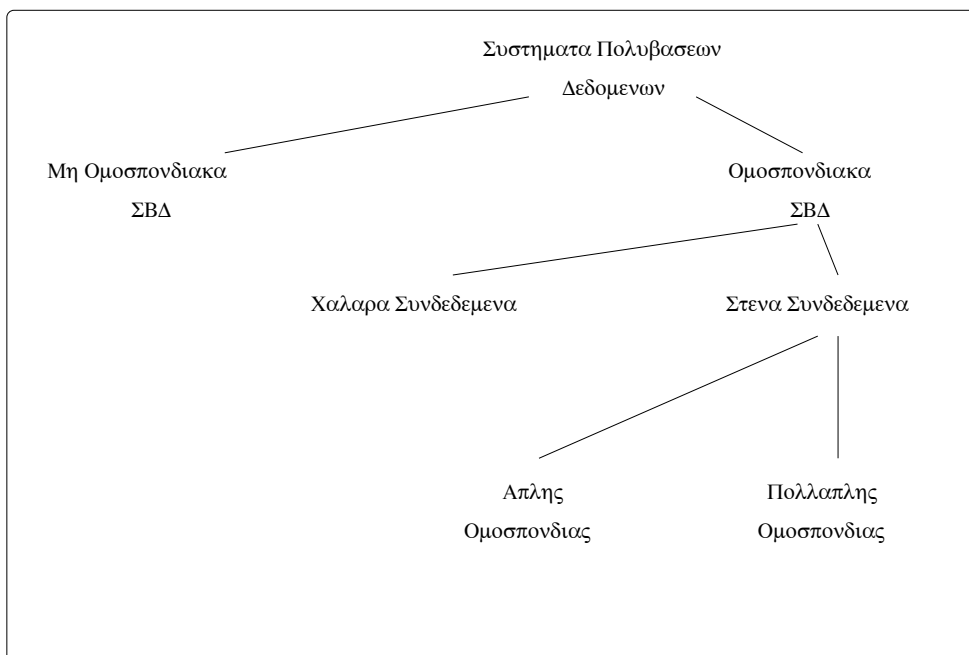 Συστηματα Πολυβασεων
Δεδομενων
Μη Ομοσπονδιακα
ΣΒΔ
Ομοσπονδιακα
ΣΒΔ
Χαλαρα Συνδεδεμενα
Στενα Συνδεδεμενα
Απλης
Ομοσπονδιας
Πολλαπλης
Ομοσπονδιας